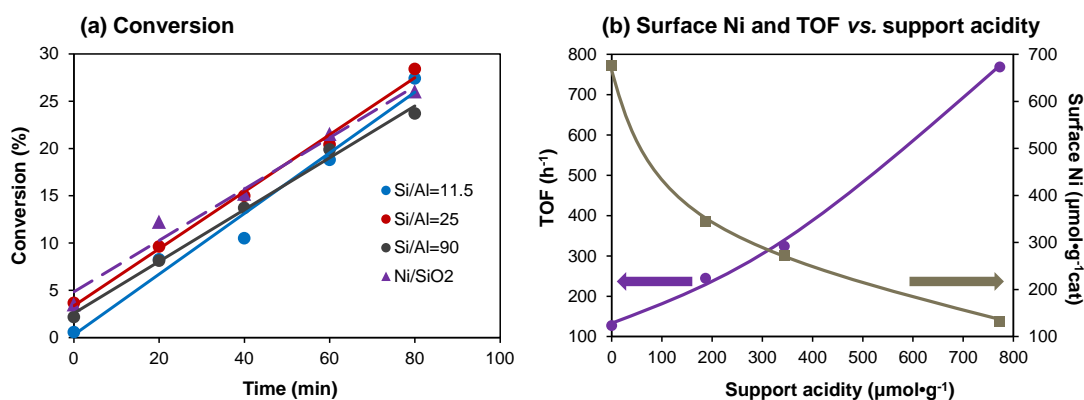 (a) Conversion
30
25
20
15
10
5
0
Conversion (%)
0 20 40 60 80 100
Time (min)
Si/Al=11.5
Si/Al=25
Si/Al=90
Ni/SiO2
(b) Surface Ni and TOF vs. support acidity
800
700
600
500
400
300
200
100
TOF (h⁻¹)
0 100 200 300 400 500 600 700 800
Support acidity (µmol•g⁻¹)
700
600
500
400
300
200
100
Surface Ni (µmol•g⁻¹cat)